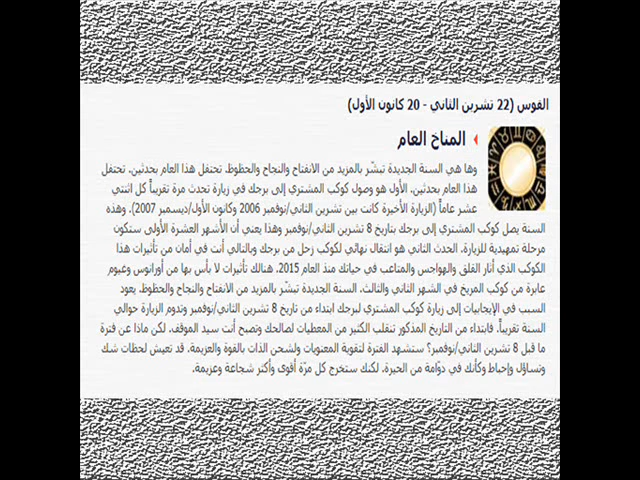 القوس (22 تشرين الثاني - 20 كانون الأول)
المناخ العام
وها هي السنة الجديدة تبشّر بالمزيد من الانفتاح والنجاح والحظوظ. تحتفل هذا العام بحدثين. تحتفل
هذا العام بحدثين. الأول هو وصول كوكب المشتري إلى برجك في زيارة تحدث مرة تقريباً كل اثنتي
عشر عاماً (الزيارة الأخيرة كانت بين تشرين الثاني/نوفمبر 2006 وكانون الأول/ديسمبر 2007). وهذه
السنة يصل كوكب المشتري إلى برجك بتاريخ 8 تشرين الثاني/نوفمبر وهذا يعني أن الأشهر العشرة الأولى ستكون
مرحلة تمهيدية للزيارة. الحدث الثاني هو انتقال نهائي لكوكب زحل من برجك وبالتالي أنت في أمان من تأثيرات هذا
الكوكب الذي أثار القلق والهواجس والمتاعب في حياتك منذ العام 2015. هنالك تأثيرات لا بأس بها من أورانوس وغيوم
عابرة من كوكب المريخ في الشهر الثاني والثالث. السنة الجديدة تبشّر بالمزيد من الانفتاح والنجاح والحظوظ. يعود
السبب في الإيجابيات إلى زيارة كوكب المشتري لبرجك ابتداء من تاريخ 8 تشرين الثاني/نوفمبر وتدوم الزيارة حوالي
السنة تقريباً. فابتداء من التاريخ المذكور تنقلب الكثير من المعطيات لصالحك وتصبح أنت سيد الموقف. لكن ماذا عن فترة
ما قبل 8 تشرين الثاني/نوفمبر؟ ستشهد الفترة لتقوية المعنويات ولشحن الذات بالقوة والعزيمة. قد تعيش لحظات شك
وتساؤل وإحباط وكأنك في دوّامة من الحيرة. لكنك ستخرج كل مرّة أقوى وأكثر شجاعة وعزيمة.